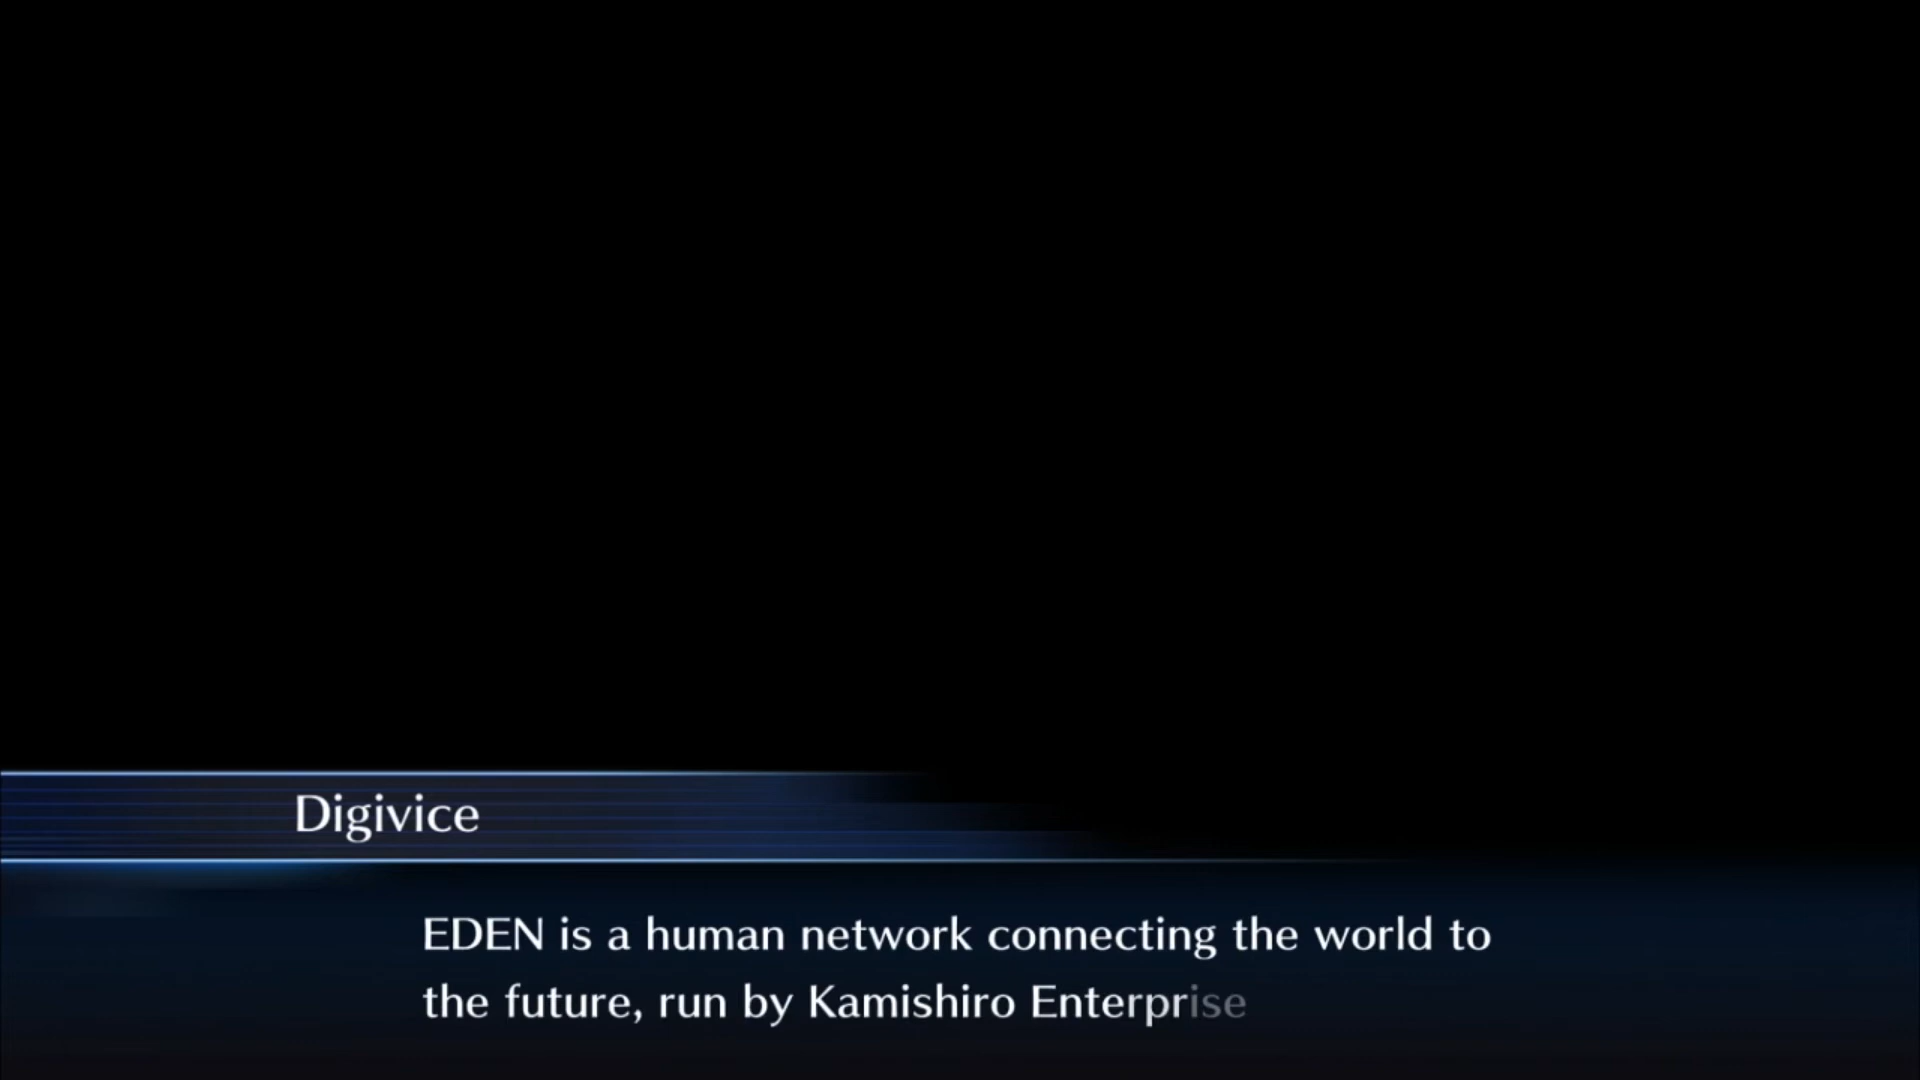 Digivice
EDEN is a human network connecting the world to
the future, run by Kamishiro Enterprise